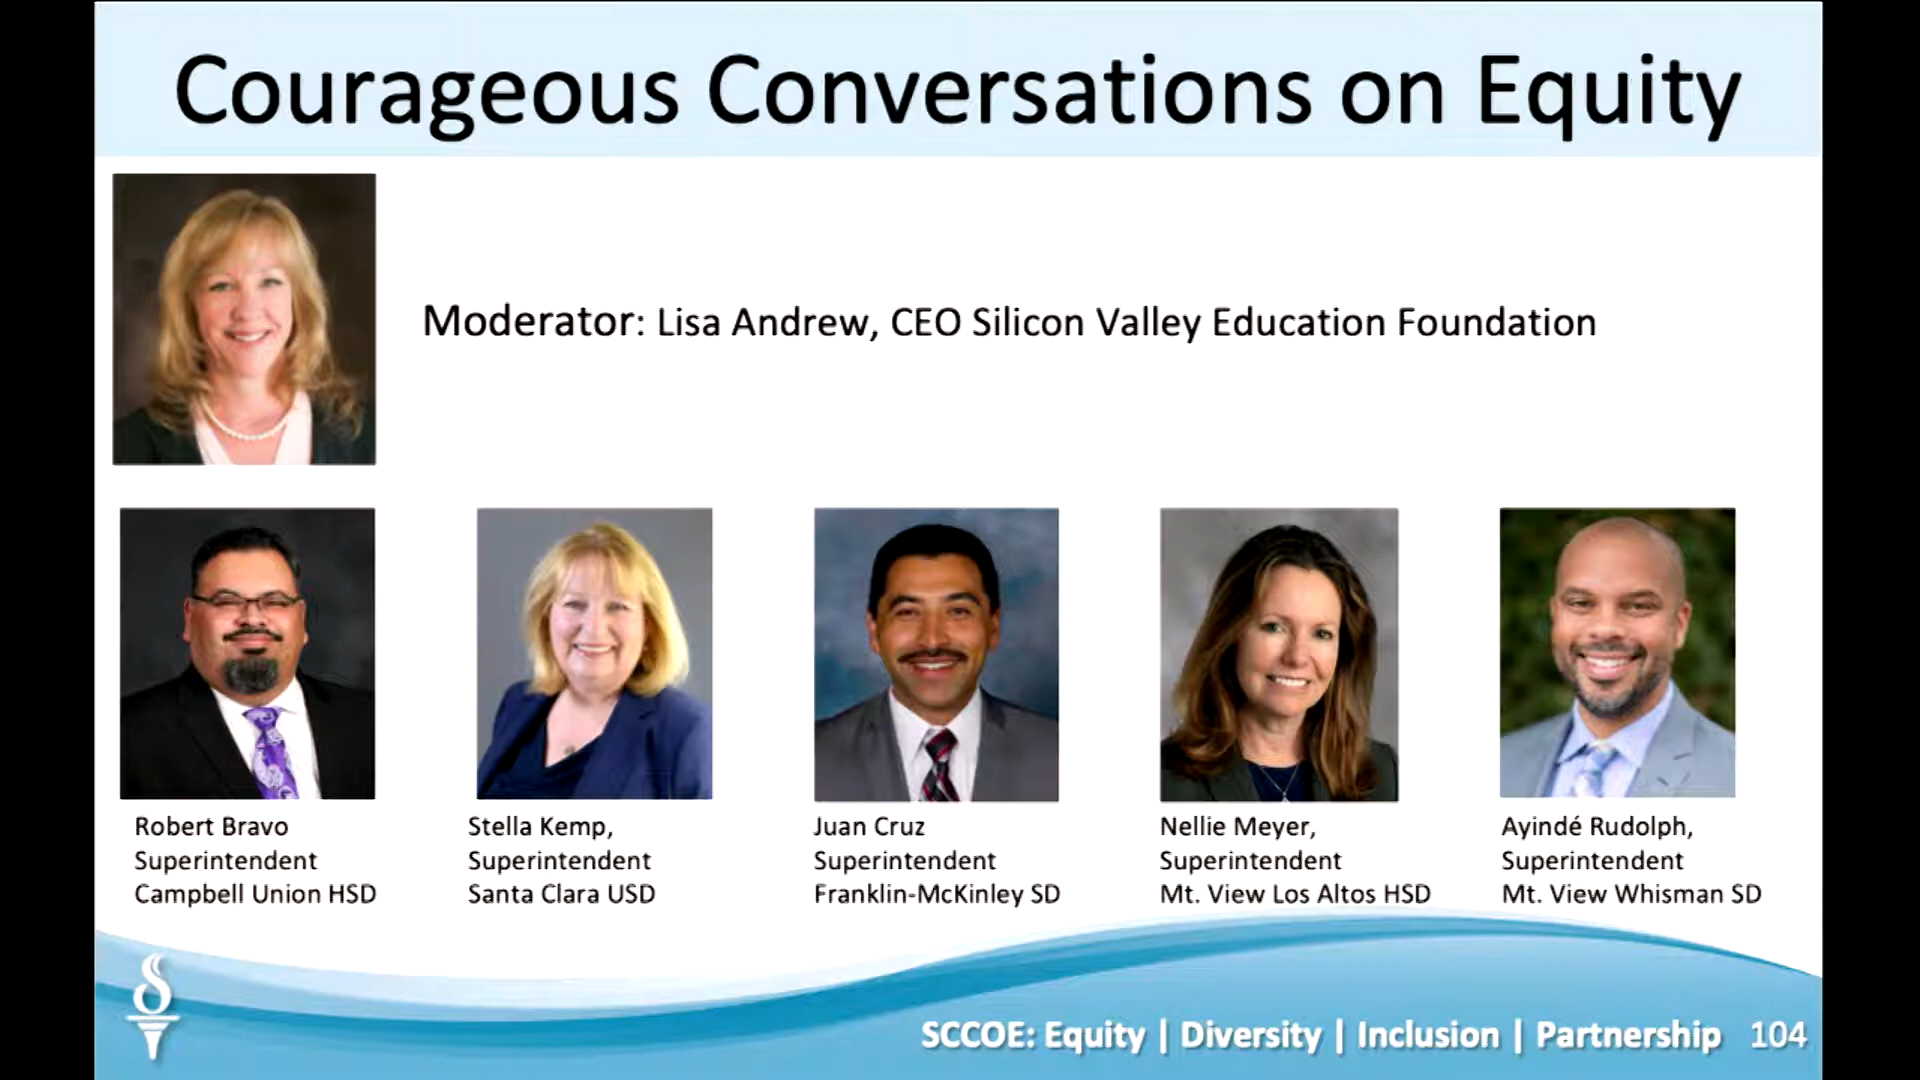 Courageous Conversations on Equity
Moderator: Lisa Andrew, CEO Silicon Valley Education Foundation
Robert Bravo
Superintendent
Campbell Union HSD
Stella Kemp,
Superintendent
Santa Clara USD
Juan Cruz
Superintendent
Franklin-McKinley SD
Nellie Meyer,
Superintendent
Mt. View Los Altos HSD
Ayindé Rudolph,
Superintendent
Mt. View Whisman SD
SCCOE: Equity | Diversity | Inclusion | Partnership 104